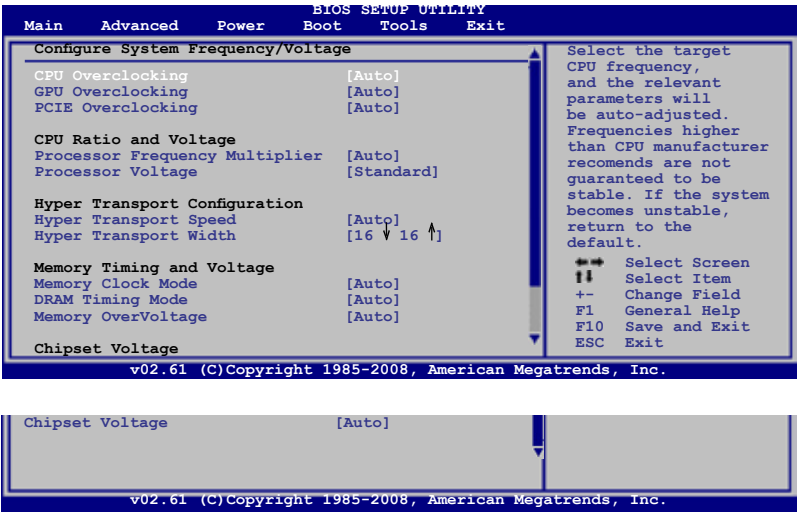 BIOS SETUP UTILITY
Main Advanced Power Boot Tools Exit
Configure System Frequency/Voltage
CPU Overclocking [Auto]
GPU Overclocking [Auto]
PCIE Overclocking [Auto]
CPU Ratio and Voltage
Processor Frequency Multiplier [Auto]
Processor Voltage [Standard]
Hyper Transport Configuration
Hyper Transport Speed [Auto]
Hyper Transport Width [16 ↓ 16 ↑]
Memory Timing and Voltage
Memory Clock Mode [Auto]
DRAM Timing Mode [Auto]
Memory OverVoltage [Auto]
Chipset Voltage
Select the target
CPU frequency,
and the relevant
parameters will
be auto-adjusted.
Frequencies higher
than CPU manufacturer
recomends are not
guaranteed to be
stable. If the system
becomes unstable,
return to the
default.
←→ Select Screen
↑↓ Select Item
+- Change Field
F1 General Help
F10 Save and Exit
ESC Exit
v02.61 (C)Copyright 1985-2008, American Megatrends, Inc.
Chipset Voltage [Auto]
v02.61 (C)Copyright 1985-2008, American Megatrends, Inc.